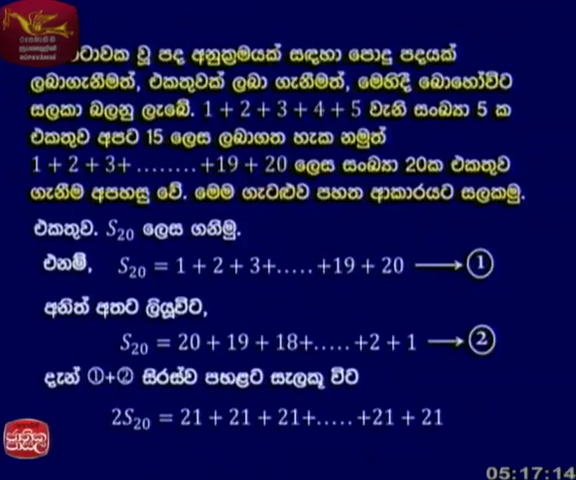 රටාවක වූ පද අනුක්‍රමයක් සඳහා පොදු පදයක්
ලබාගැනීමත්, එකතුවක් ලබා ගැනීමත්, මෙහිදී බොහෝවිට
සලකා බලනු ලැබේ. 1 + 2 + 3 + 4 + 5 වැනි සංඛ්‍යා 5 ක
එකතුව අපට 15 ලෙස ලබාගත හැක නමුත්
1 + 2 + 3+ ........ +19 + 20 ලෙස සංඛ්‍යා 20ක එකතුව
ගැනීම අපහසු වේ. මෙම ගැටළුව පහත ආකාරයට සලකමු.
එකතුව. S₂₀ ලෙස ගනිමු.
එනම්, S₂₀ = 1 + 2 + 3+..... +19 + 20 ⟶ ①
අනිත් අතට ලියූවිට,
S₂₀ = 20 + 19 + 18+..... +2 + 1 ⟶ ②
දැන් ①+② සිරස්ව පහළට සැලකූ විට
2S₂₀ = 21 + 21 + 21+..... +21 + 21
ජාතික
පාසල
05:17:14